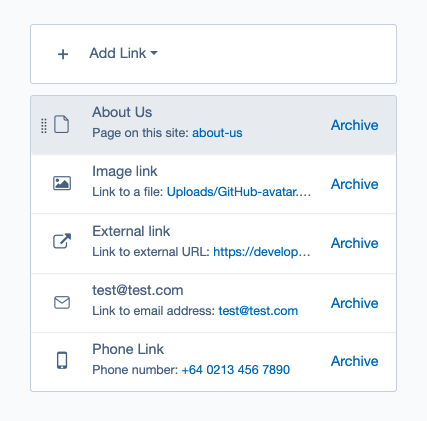 Add Link
About Us
Page on this site: about-us
Archive
Image link
Link to a file: Uploads/GitHub-avatar....
Archive
External link
Link to external URL: https://develop...
Archive
test@test.com
Link to email address: test@test.com
Archive
Phone Link
Phone number: +64 0213 456 7890
Archive